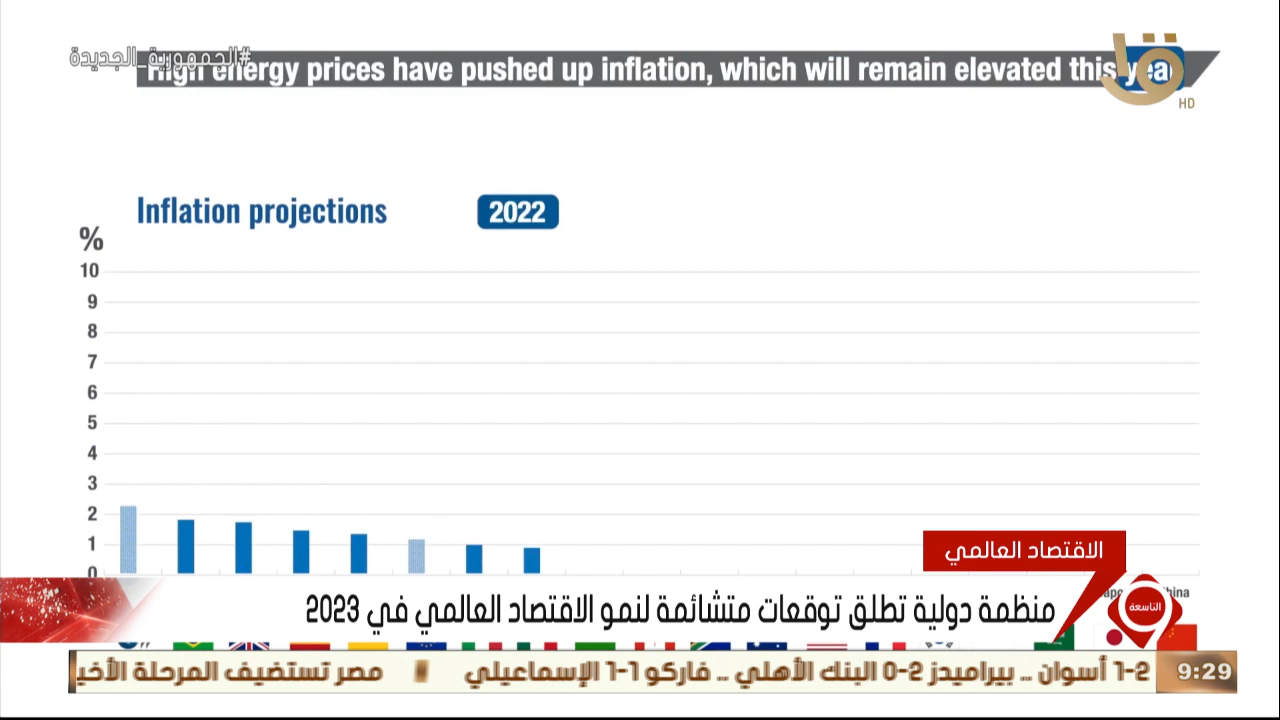 #الجمهورية_الجديدة
High energy prices have pushed up inflation, which will remain elevated this year
HD
Inflation projections
2022
%
10
9
8
7
6
5
4
3
2
1
0
الاقتصاد العالمي
منظمة دولية تطلق توقعات متشائمة لنمو الاقتصاد العالمي في 2023
التاسعة
9:29
2-1 أسوان .. بيراميدز 2-0 البنك الأهلي .. فاركو 1-1 الإسماعيلي
مصر تستضيف المرحلة الأخي